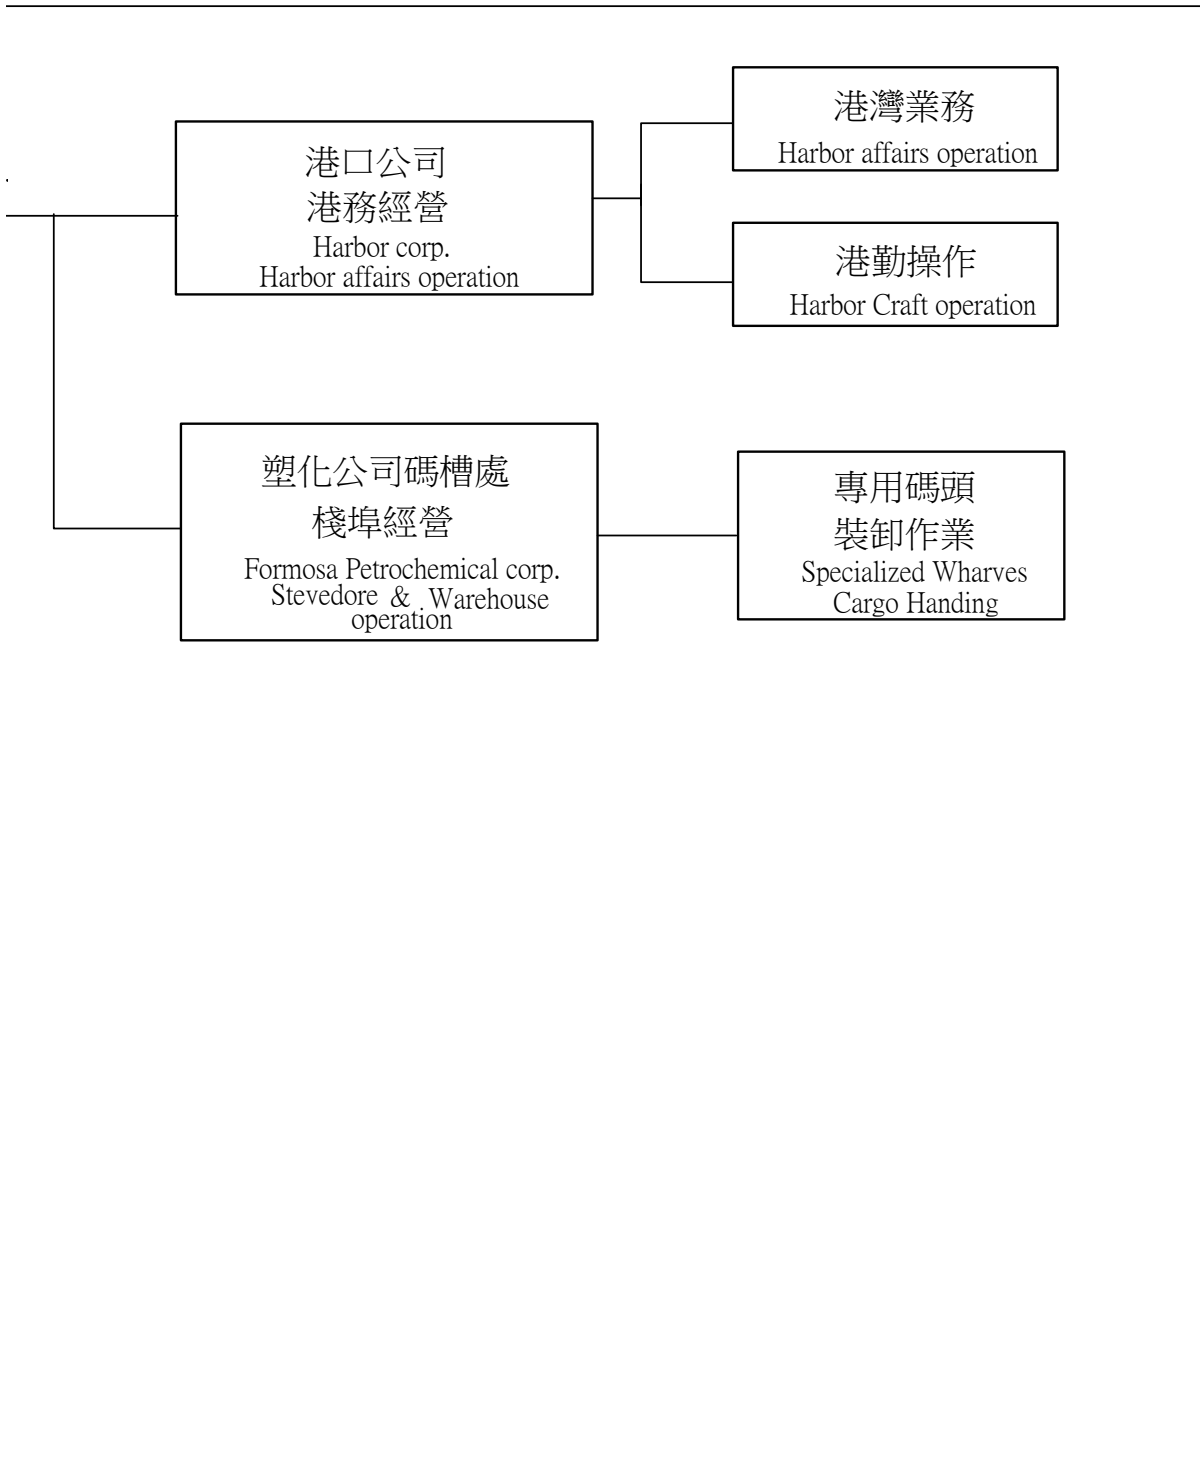 港灣業務
Harbor affairs operation
港口公司
港務經營
Harbor corp.
Harbor affairs operation
港勤操作
Harbor Craft operation
塑化公司碼槽處
棧埠經營
Formosa Petrochemical corp.
Stevedore & Warehouse
operation
專用碼頭
裝卸作業
Specialized Wharves
Cargo Handing